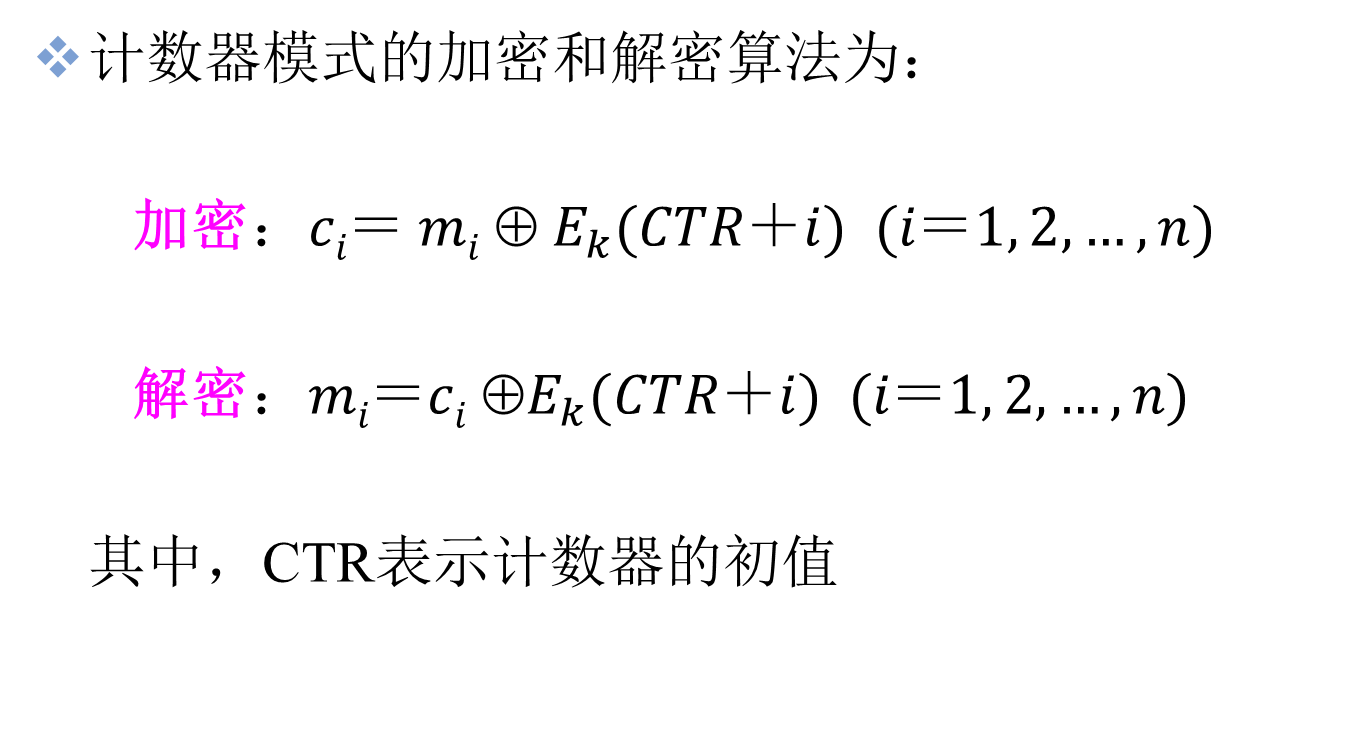 ❖计数器模式的加密和解密算法为:
加密：cᵢ＝ mᵢ ⊕ Eₖ(CTR＋i) (i＝1, 2, … , n)
解密：mᵢ＝cᵢ ⊕Eₖ(CTR＋i) (i＝1, 2, … , n)
其中，CTR表示计数器的初值